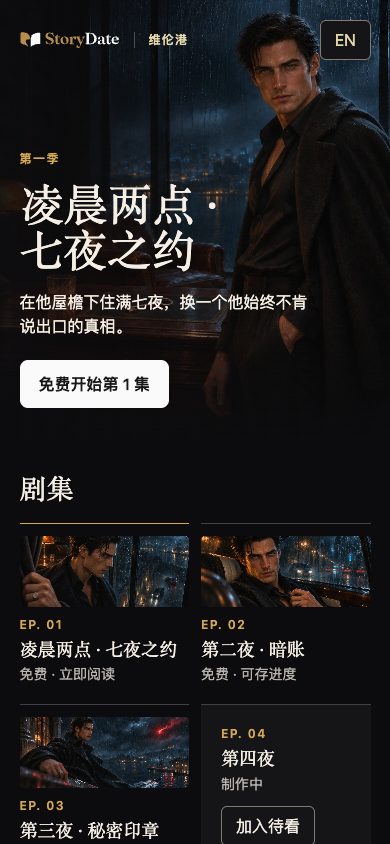 StoryDate
维伦港
EN
第一季
凌晨两点 ·
七夜之约
在他屋檐下住满七夜，换一个他始终不肯
说出口的真相。
免费开始第 1 集
剧集
EP. 01
凌晨两点 · 七夜之约
免费 · 立即阅读
EP. 02
第二夜 · 暗账
免费 · 可存进度
EP. 03
第三夜 · 秘密印章
EP. 04
第四夜
制作中
加入待看